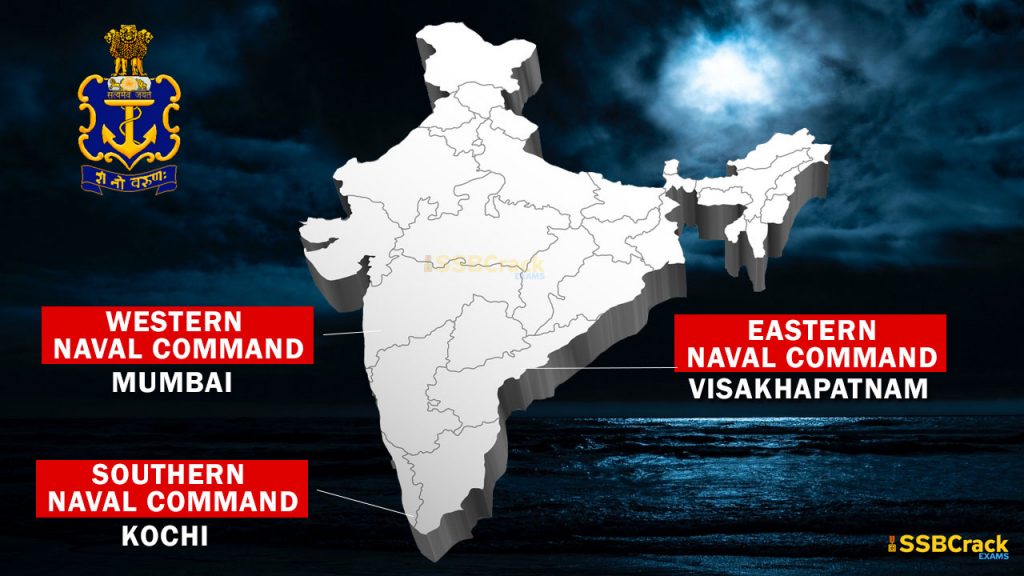 सत्यमेव जयते
शं नो वरुणः
SSBCrack
EXAMS
WESTERN
NAVAL COMMAND
MUMBAI
EASTERN
NAVAL COMMAND
VISAKHAPATNAM
SOUTHERN
NAVAL COMMAND
KOCHI
SSBCrack
EXAMS